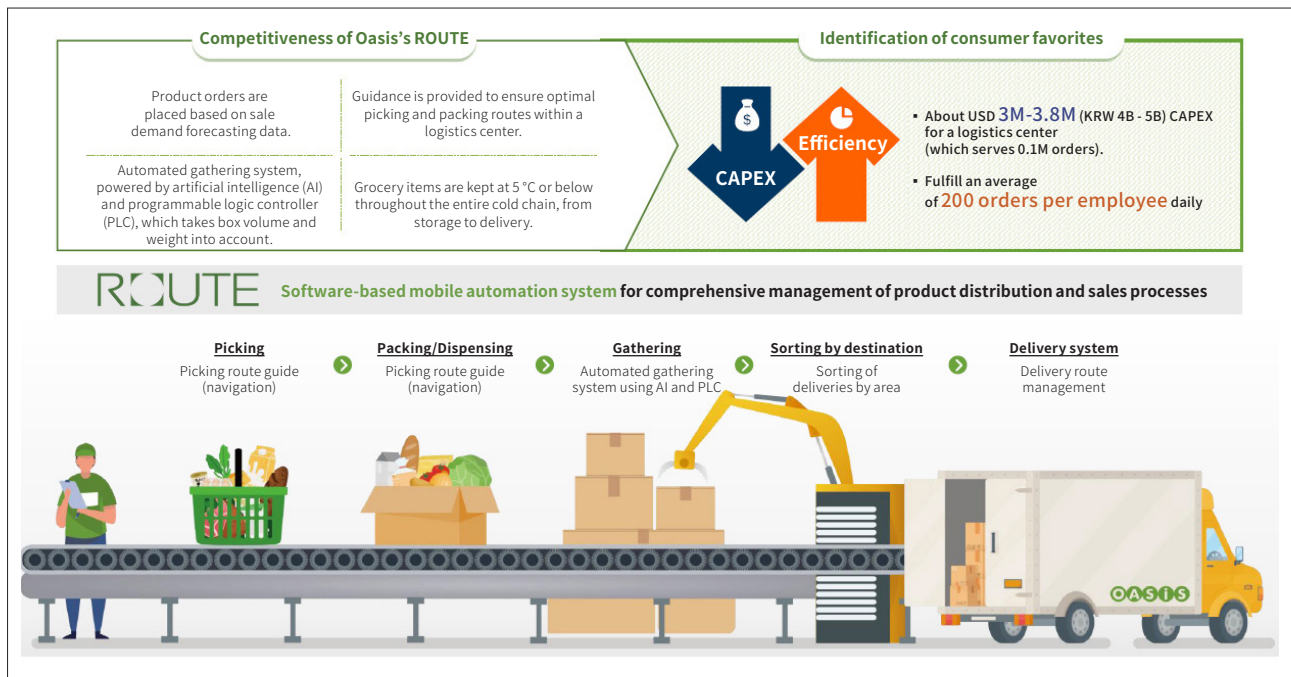 Competitiveness of Oasis's ROUTE
Product orders are
placed based on sale
demand forecasting data.
Guidance is provided to ensure optimal
picking and packing routes within a
logistics center.
Automated gathering system,
powered by artificial intelligence (AI)
and programmable logic controller
(PLC), which takes box volume and
weight into account.
Grocery items are kept at 5 °C or below
throughout the entire cold chain, from
storage to delivery.
Identification of consumer favorites
$
CAPEX
Efficiency
▪ About USD 3M-3.8M (KRW 4B - 5B) CAPEX
for a logistics center
(which serves 0.1M orders).
▪ Fulfill an average
of 200 orders per employee daily
ROUTE Software-based mobile automation system for comprehensive management of product distribution and sales processes
Picking
Picking route guide
(navigation)
Packing/Dispensing
Picking route guide
(navigation)
Gathering
Automated gathering
system using AI and PLC
Sorting by destination
Sorting of
deliveries by area
Delivery system
Delivery route
management
OASIS